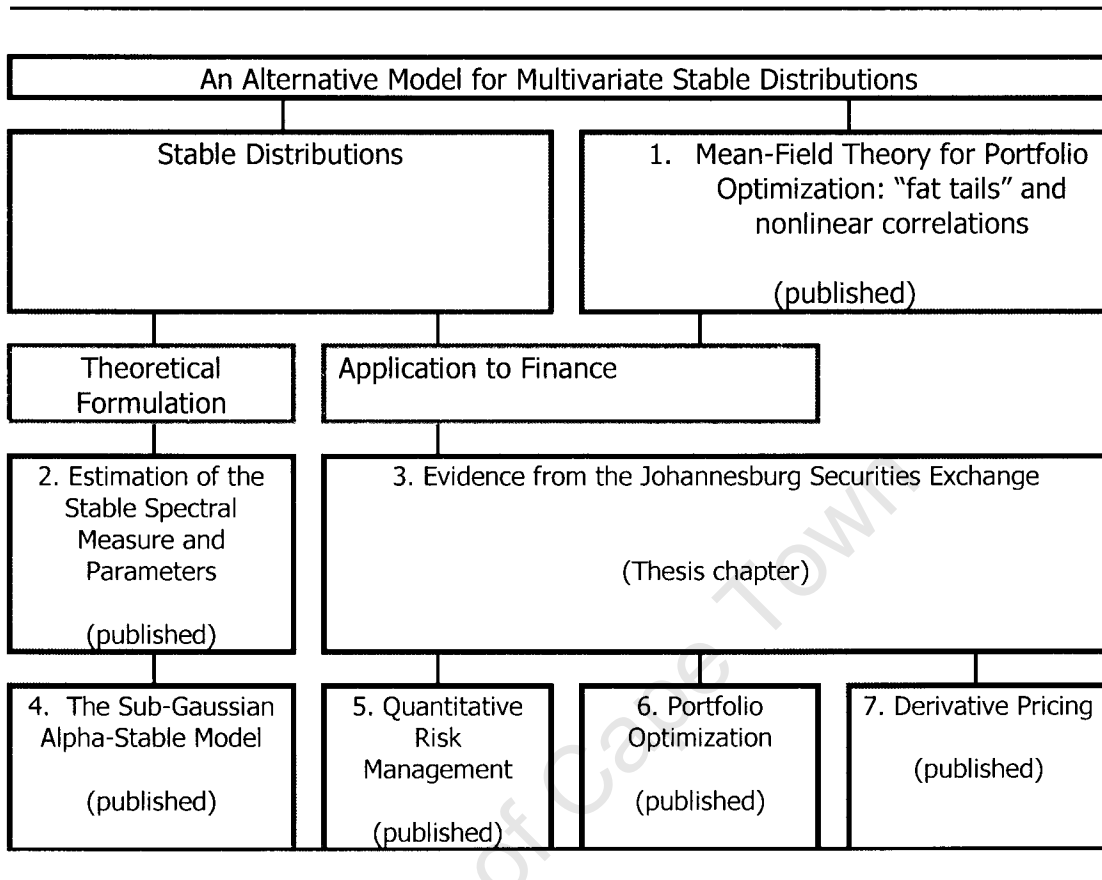 An Alternative Model for Multivariate Stable Distributions
Stable Distributions
1. Mean-Field Theory for Portfolio
Optimization: "fat tails" and
nonlinear correlations
(published)
Theoretical
Formulation
Application to Finance
2. Estimation of the
Stable Spectral
Measure and
Parameters
(published)
3. Evidence from the Johannesburg Securities Exchange
(Thesis chapter)
4. The Sub-Gaussian
Alpha-Stable Model
(published)
5. Quantitative
Risk
Management
(published)
6. Portfolio
Optimization
(published)
7. Derivative Pricing
(published)
of Cape Town